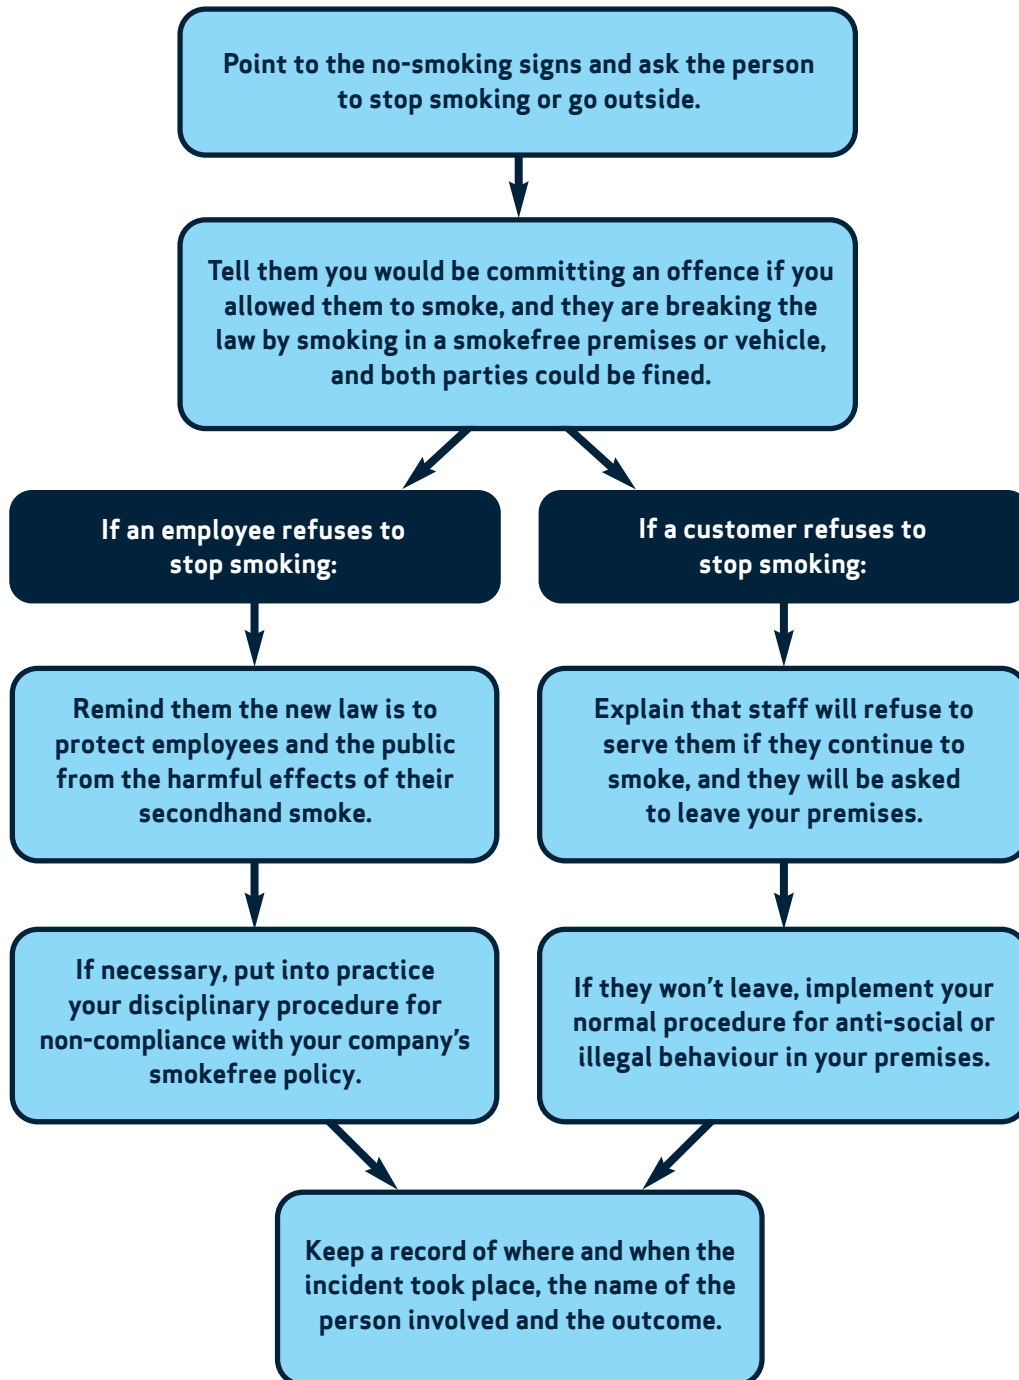 Point to the no-smoking signs and ask the person
to stop smoking or go outside.
Tell them you would be committing an offence if you
allowed them to smoke, and they are breaking the
law by smoking in a smokefree premises or vehicle,
and both parties could be fined.
If an employee refuses to
stop smoking:
Remind them the new law is to
protect employees and the public
from the harmful effects of their
secondhand smoke.
If necessary, put into practice
your disciplinary procedure for
non-compliance with your company's
smokefree policy.
If a customer refuses to
stop smoking:
Explain that staff will refuse to
serve them if they continue to
smoke, and they will be asked
to leave your premises.
If they won't leave, implement your
normal procedure for anti-social or
illegal behaviour in your premises.
Keep a record of where and when the
incident took place, the name of the
person involved and the outcome.